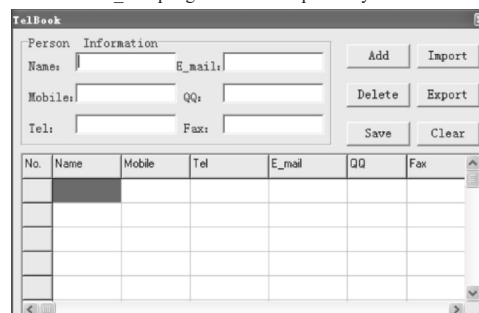 TelBook
Person Information
Name:
E_mail:
Add
Import
Mobile:
QQ:
Delete
Export
Tel:
Fax:
Save
Clear
No. Name Mobile Tel E_mail QQ Fax